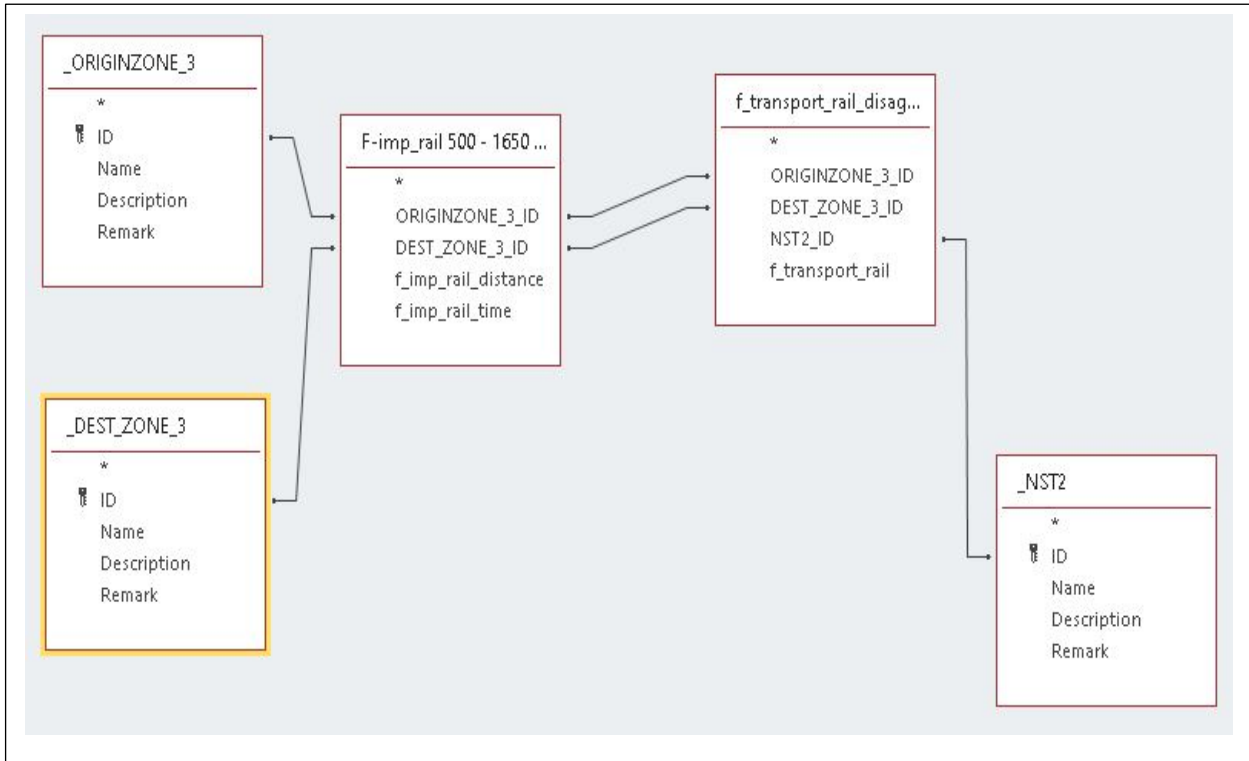 _ORIGINZONE_3
*
ID
Name
Description
Remark
F-imp_rail 500 - 1650 ...
*
ORIGINZONE_3_ID
DEST_ZONE_3_ID
f_imp_rail_distance
f_imp_rail_time
f_transport_rail_disag...
*
ORIGINZONE_3_ID
DEST_ZONE_3_ID
NST2_ID
f_transport_rail
_DEST_ZONE_3
*
ID
Name
Description
Remark
_NST2
*
ID
Name
Description
Remark